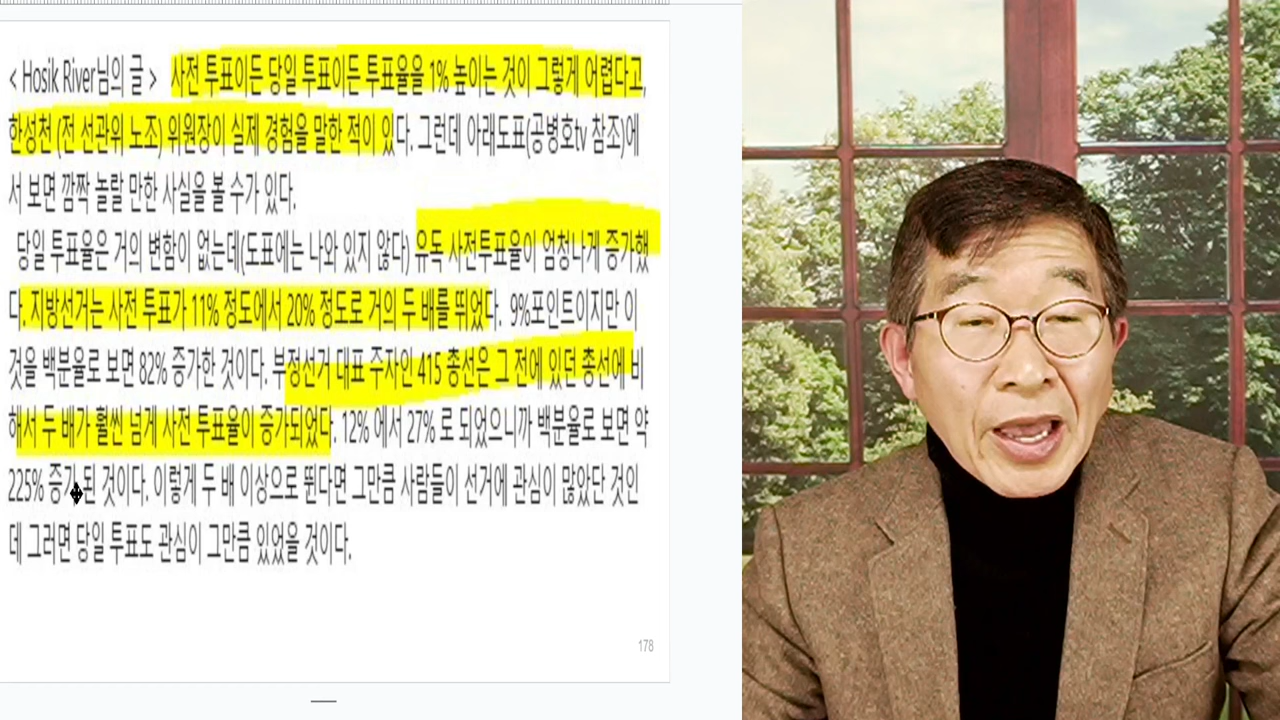 < Hosik River님의 글 > 사전 투표이든 당일 투표이든 투표율을 1% 높이는 것이 그렇게 어렵다고,
한성천 (전 선관위 노조) 위원장이 실제 경험을 말한 적이 있다. 그런데 아래도표(공병호tv 참조)에
서 보면 깜짝 놀랄 만한 사실을 볼 수가 있다.
당일 투표율은 거의 변함이 없는데(도표에는 나와 있지 않다) 유독 사전투표율이 엄청나게 증가했
다. 지방선거는 사전 투표가 11% 정도에서 20% 정도로 거의 두 배를 뛰었다. 9%포인트이지만 이
것을 백분율로 보면 82% 증가한 것이다. 부정선거 대표 주자인 415 총선은 그 전에 있던 총선에 비
해서 두 배가 훨씬 넘게 사전 투표율이 증가되었다. 12% 에서 27% 로 되었으니까 백분율로 보면 약
225% 증가된 것이다. 이렇게 두 배 이상으로 뛴다면 그만큼 사람들이 선거에 관심이 많았단 것인
데 그러면 당일 투표도 관심이 그만큼 있었을 것이다.
178